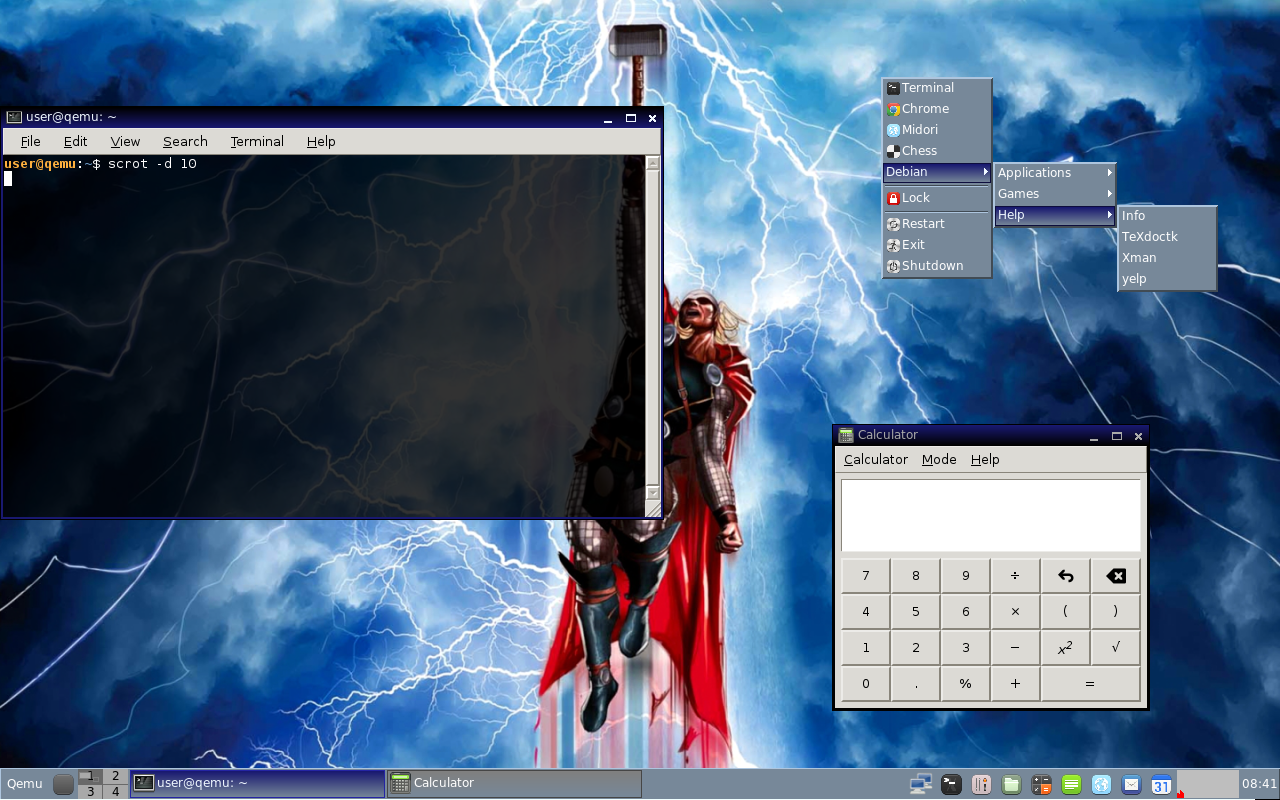 user@qemu: ~
File Edit View Search Terminal Help
user@qemu:~$ scrot -d 10
Terminal
Chrome
Midori
Chess
Debian
Lock
Restart
Exit
Shutdown
Applications
Games
Help
Info
TeXdoctk
Xman
yelp
Calculator
Calculator Mode Help
7 8 9 ÷
4 5 6 × ( )
1 2 3 − x² √
0 . % + =
Qemu
1 2
3 4
user@qemu: ~
Calculator
31
08:41